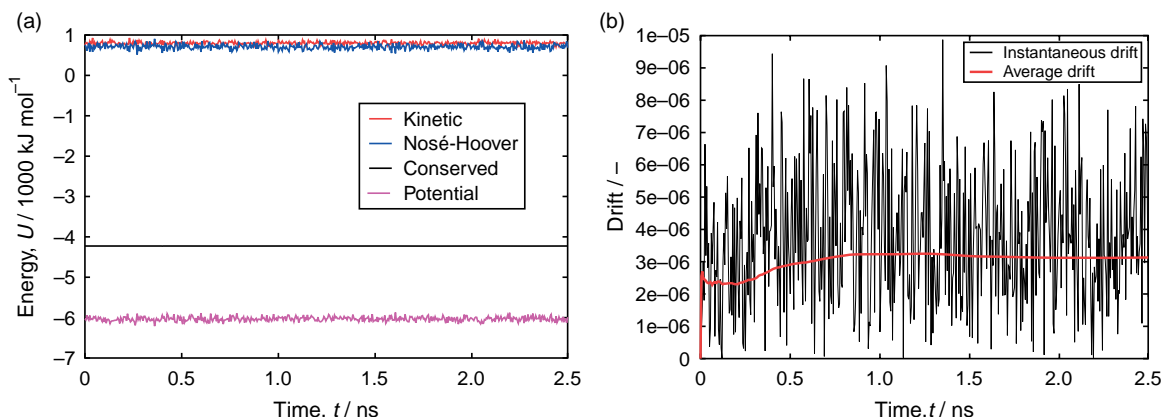 (a)
1
0
−1
−2
−3
−4
−5
−6
−7
Energy, U / 1000 kJ mol−1
Kinetic
Nosé-Hoover
Conserved
Potential
0
0.5
1.0
1.5
2.0
2.5
Time, t / ns
(b)
1e–05
9e–06
8e–06
7e–06
6e–06
5e–06
4e–06
3e–06
2e–06
1e–06
0
Drift / –
Instantaneous drift
Average drift
0
0.5
1.0
1.5
2.0
2.5
Time,t / ns